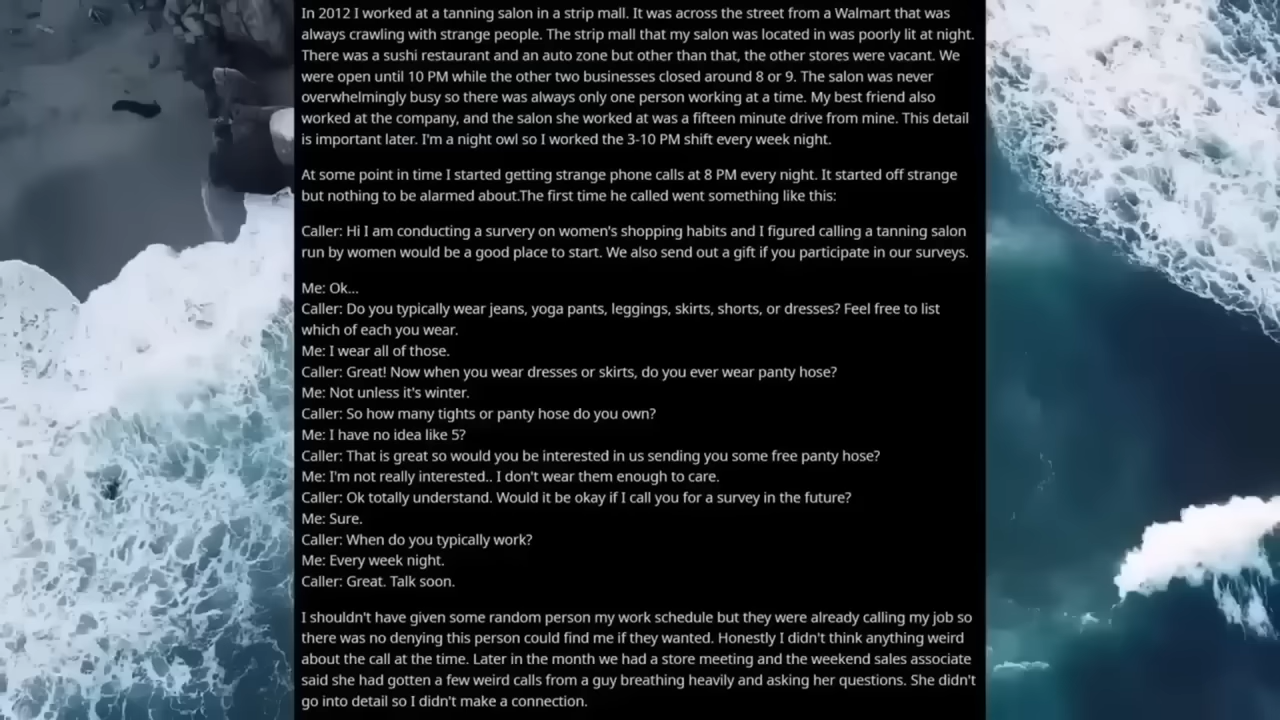 In 2012 I worked at a tanning salon in a strip mall. It was across the street from a Walmart that was
always crawling with strange people. The strip mall that my salon was located in was poorly lit at night.
There was a sushi restaurant and an auto zone but other than that, the other stores were vacant. We
were open until 10 PM while the other two businesses closed around 8 or 9. The salon was never
overwhelmingly busy so there was always only one person working at a time. My best friend also
worked at the company, and the salon she worked at was a fifteen minute drive from mine. This detail
is important later. I'm a night owl so I worked the 3-10 PM shift every week night.
At some point in time I started getting strange phone calls at 8 PM every night. It started off strange
but nothing to be alarmed about.The first time he called went something like this:
Caller: Hi I am conducting a survery on women's shopping habits and I figured calling a tanning salon
run by women would be a good place to start. We also send out a gift if you participate in our surveys.
Me: Ok...
Caller: Do you typically wear jeans, yoga pants, leggings, skirts, shorts, or dresses? Feel free to list
which of each you wear.
Me: I wear all of those.
Caller: Great! Now when you wear dresses or skirts, do you ever wear panty hose?
Me: Not unless it's winter.
Caller: So how many tights or panty hose do you own?
Me: I have no idea like 5?
Caller: That is great so would you be interested in us sending you some free panty hose?
Me: I'm not really interested.. I don't wear them enough to care.
Caller: Ok totally understand. Would it be okay if I call you for a survey in the future?
Me: Sure.
Caller: When do you typically work?
Me: Every week night.
Caller: Great. Talk soon.
I shouldn't have given some random person my work schedule but they were already calling my job so
there was no denying this person could find me if they wanted. Honestly I didn't think anything weird
about the call at the time. Later in the month we had a store meeting and the weekend sales associate
said she had gotten a few weird calls from a guy breathing heavily and asking her questions. She didn't
go into detail so I didn't make a connection.